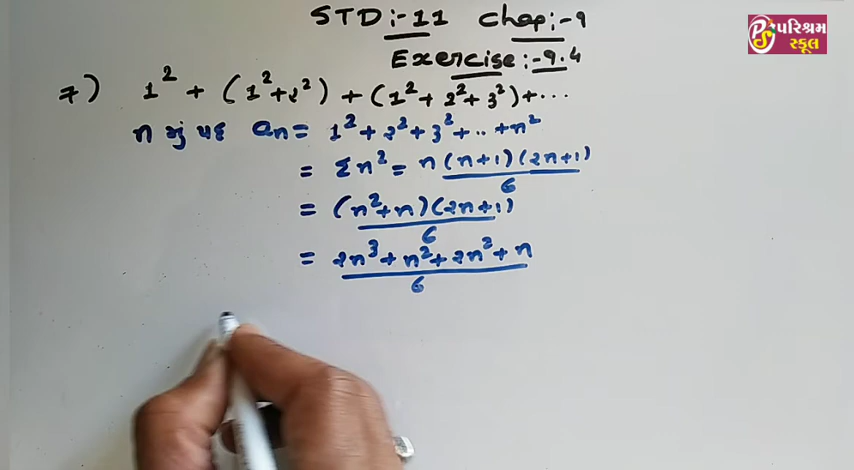 STD :- 11 Chap :- 9
પરિશ્રમ
સ્કૂલ
Exercise :- 9.4
૭) 1² + (1² + 2²) + (1² + 2² + 3²) + ...
n મું પદ an = 1² + 2² + 3² + .. + n²
= Σn² = n(n+1)(2n+1)/6
= (n²+n)(2n+1)/6
= 2n³ + n² + 2n² + n/6